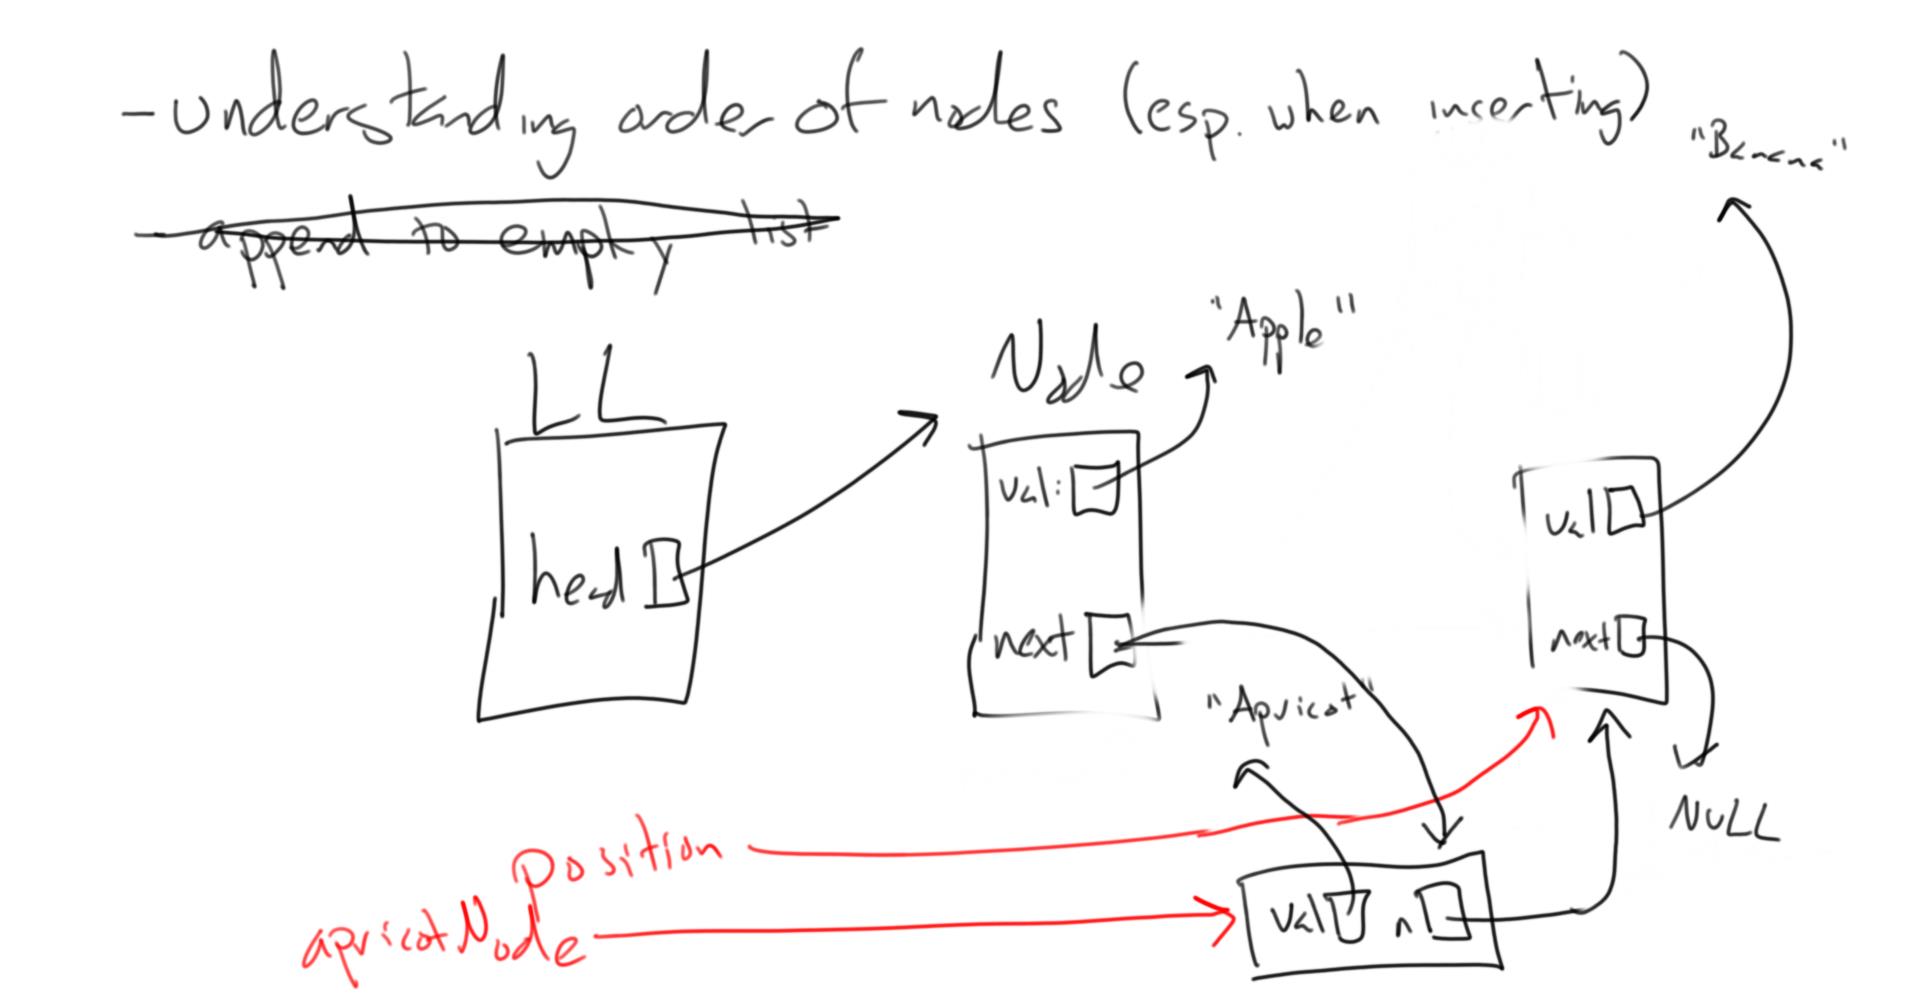 - understanding order of nodes (esp. when inserting)
"Banana"
- append to empty list
"Apple"
LL
Node
val:
val
head
next
next
"Apricot"
NULL
position
val n
apricotNode